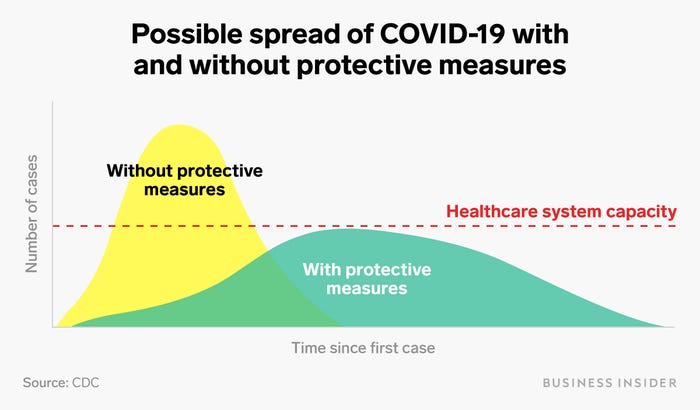 Possible spread of COVID-19 with
and without protective measures
Number of cases
Without protective
measures
Healthcare system capacity
With protective
measures
Time since first case
Source: CDC
BUSINESS INSIDER